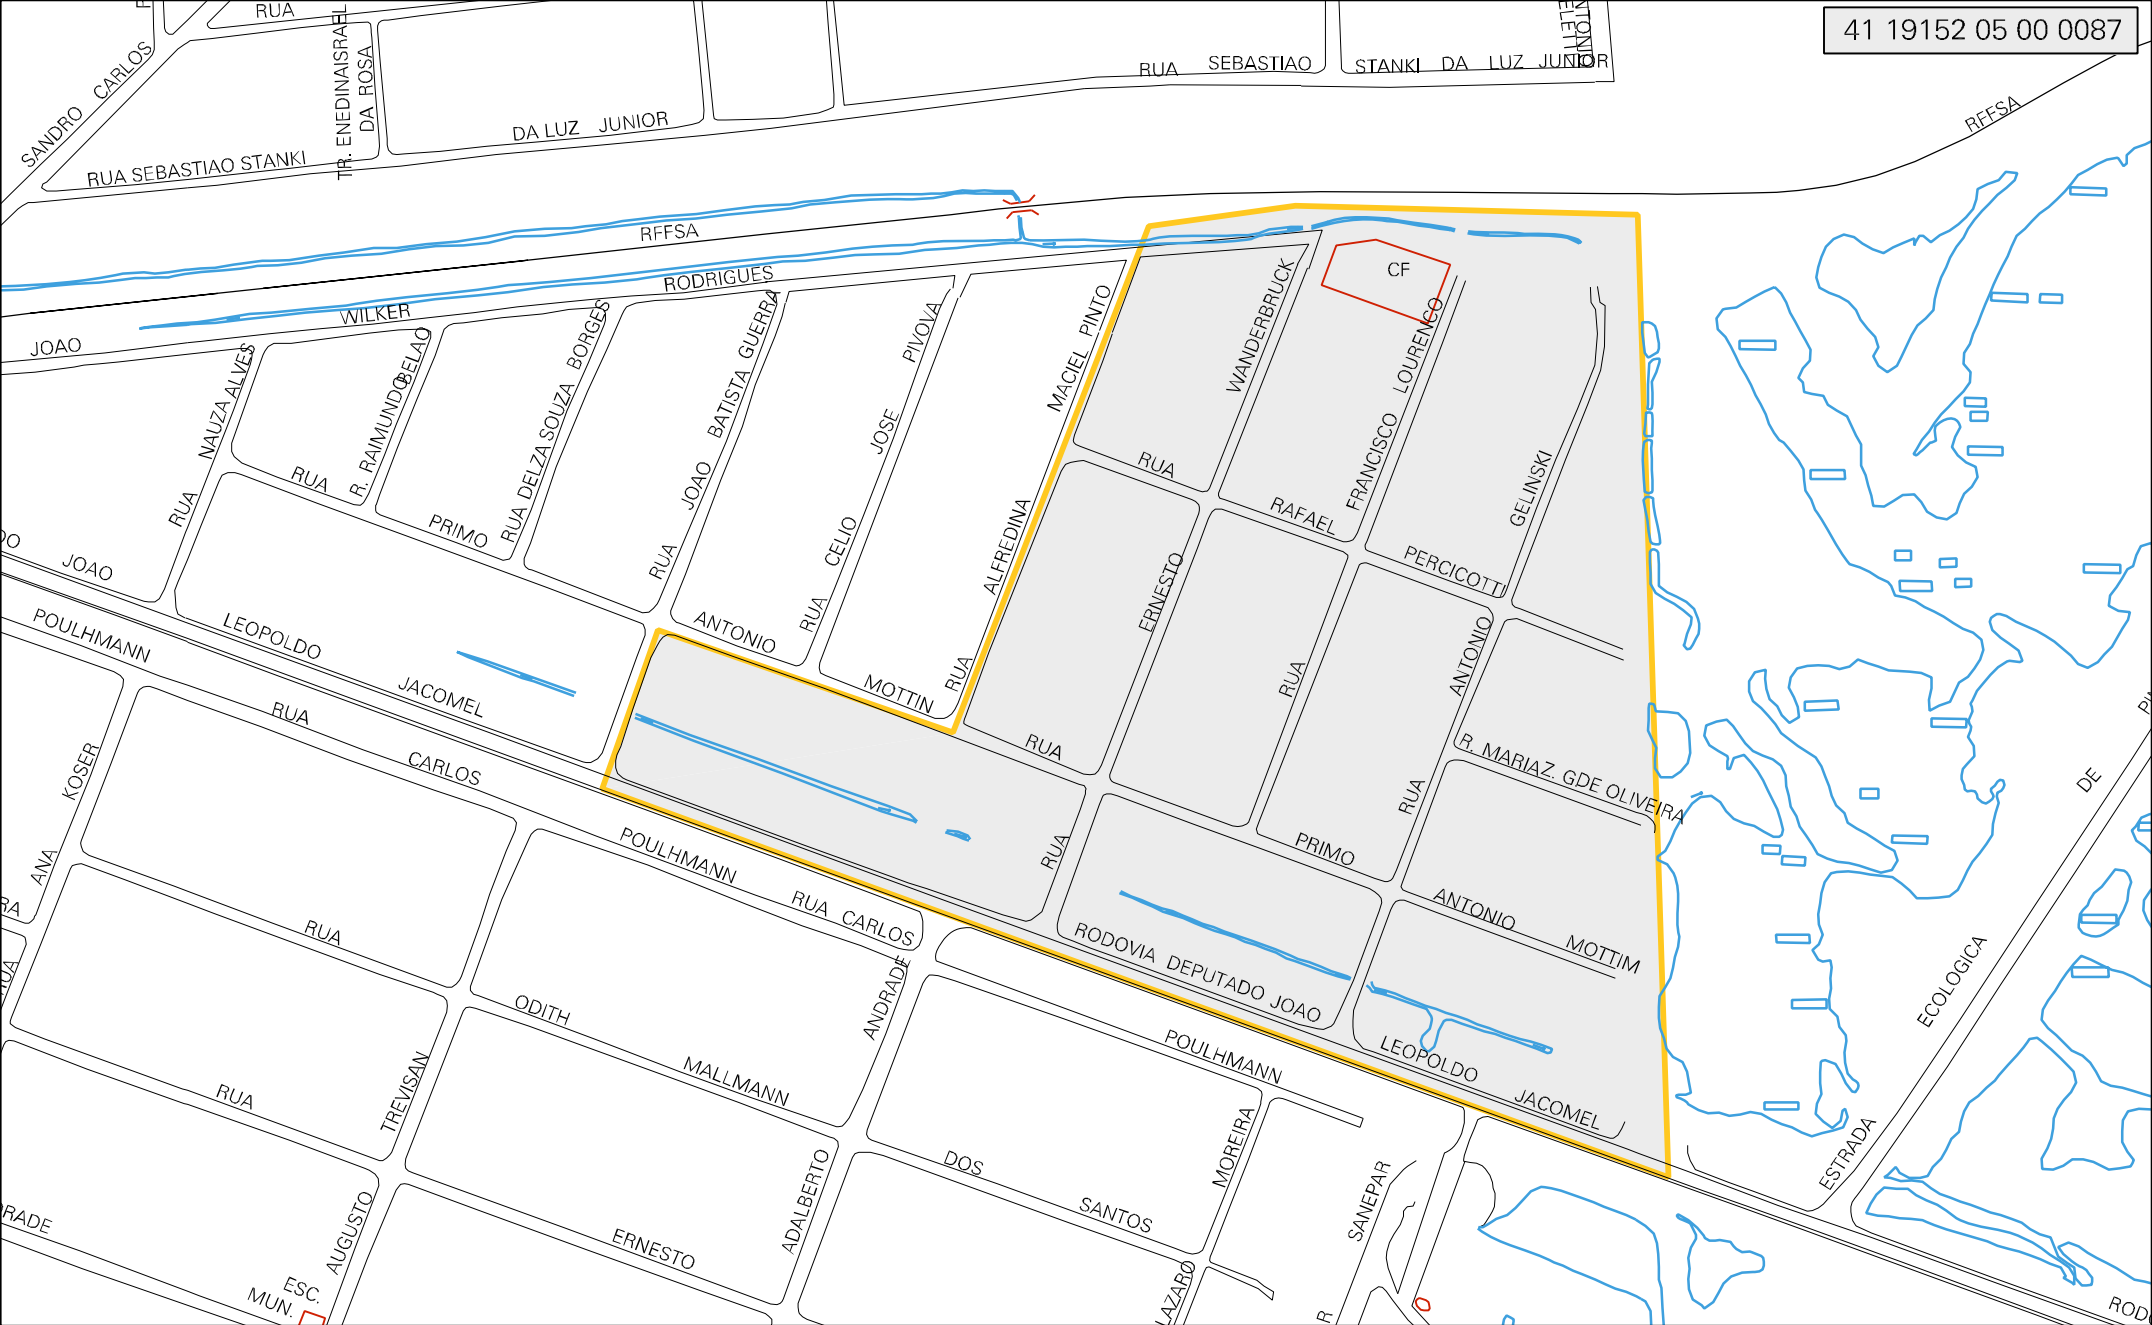 41 19152 05 00 0087
RUA
SANDRO CARLOS
TR. ENEDINAISRAEL
DA ROSA
RUA SEBASTIAO STANKI
DA LUZ JUNIOR
RUA SEBASTIAO
STANKI DA LUZ JUNIOR
RFFSA
RFFSA
JOAO
WILKER
RODRIGUES
CF
RUA
NAUZA ALVES
R. RAIMUNDO
BELAO
RUA DELZA SOUZA BORGES
RUA
JOAO
BATISTA GUERRA
RUA
CELIO
JOSE
PIVOVA
RUA
ALFREDINA
MACIEL PINTO
WANDERBRUCK
ERNESTO
RUA
FRANCISCO
LOURENCO
RUA
GELINSKI
ANTONIO
RUA
RUA
PRIMO
ANTONIO
MOTTIN
RUA
RAFAEL
PERCICOTTI
RUA
PRIMO
ANTONIO
MOTTIM
R. MARIAZ. GDE OLIVEIRA
JOAO
LEOPOLDO
JACOMEL
POULHMANN
RUA
CARLOS
POULHMANN
RUA CARLOS
POULHMANN
RODOVIA DEPUTADO JOAO
LEOPOLDO
JACOMEL
KOSER
ANA
RUA
ODITH
MALLMANN
ANDRADE
ADALBERTO
TREVISAN
AUGUSTO
RUA
ERNESTO
DOS
SANTOS
MOREIRA
LAZARO
SANEPAR
ESTRADA
ECOLOGICA
DE
ESC.
MUN.